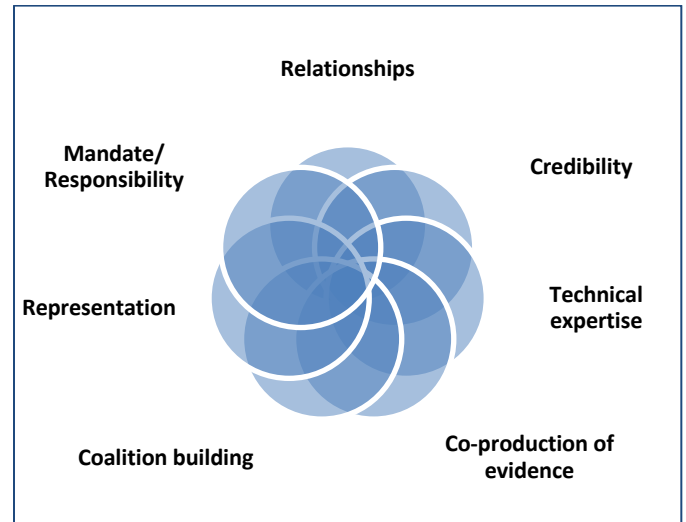 Relationships
Mandate/
Responsibility
Credibility
Representation
Technical
expertise
Coalition building
Co-production of
evidence